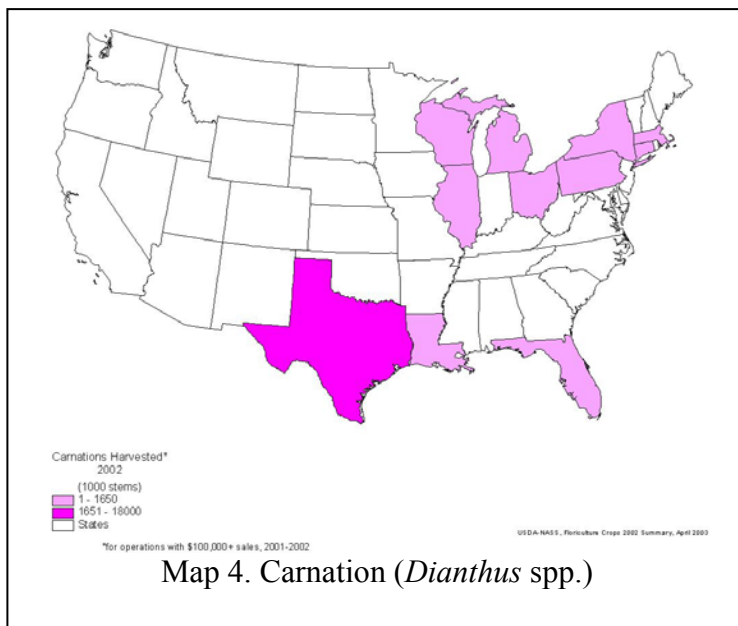 Carnations Harvested*
2002
(1000 stems)
1 - 1650
1651 - 18000
States
USDA-NASS, Floriculture Crops 2002 Summary, April 2003
*for operations with $100,000+ sales, 2001-2002
Map 4. Carnation (Dianthus spp.)